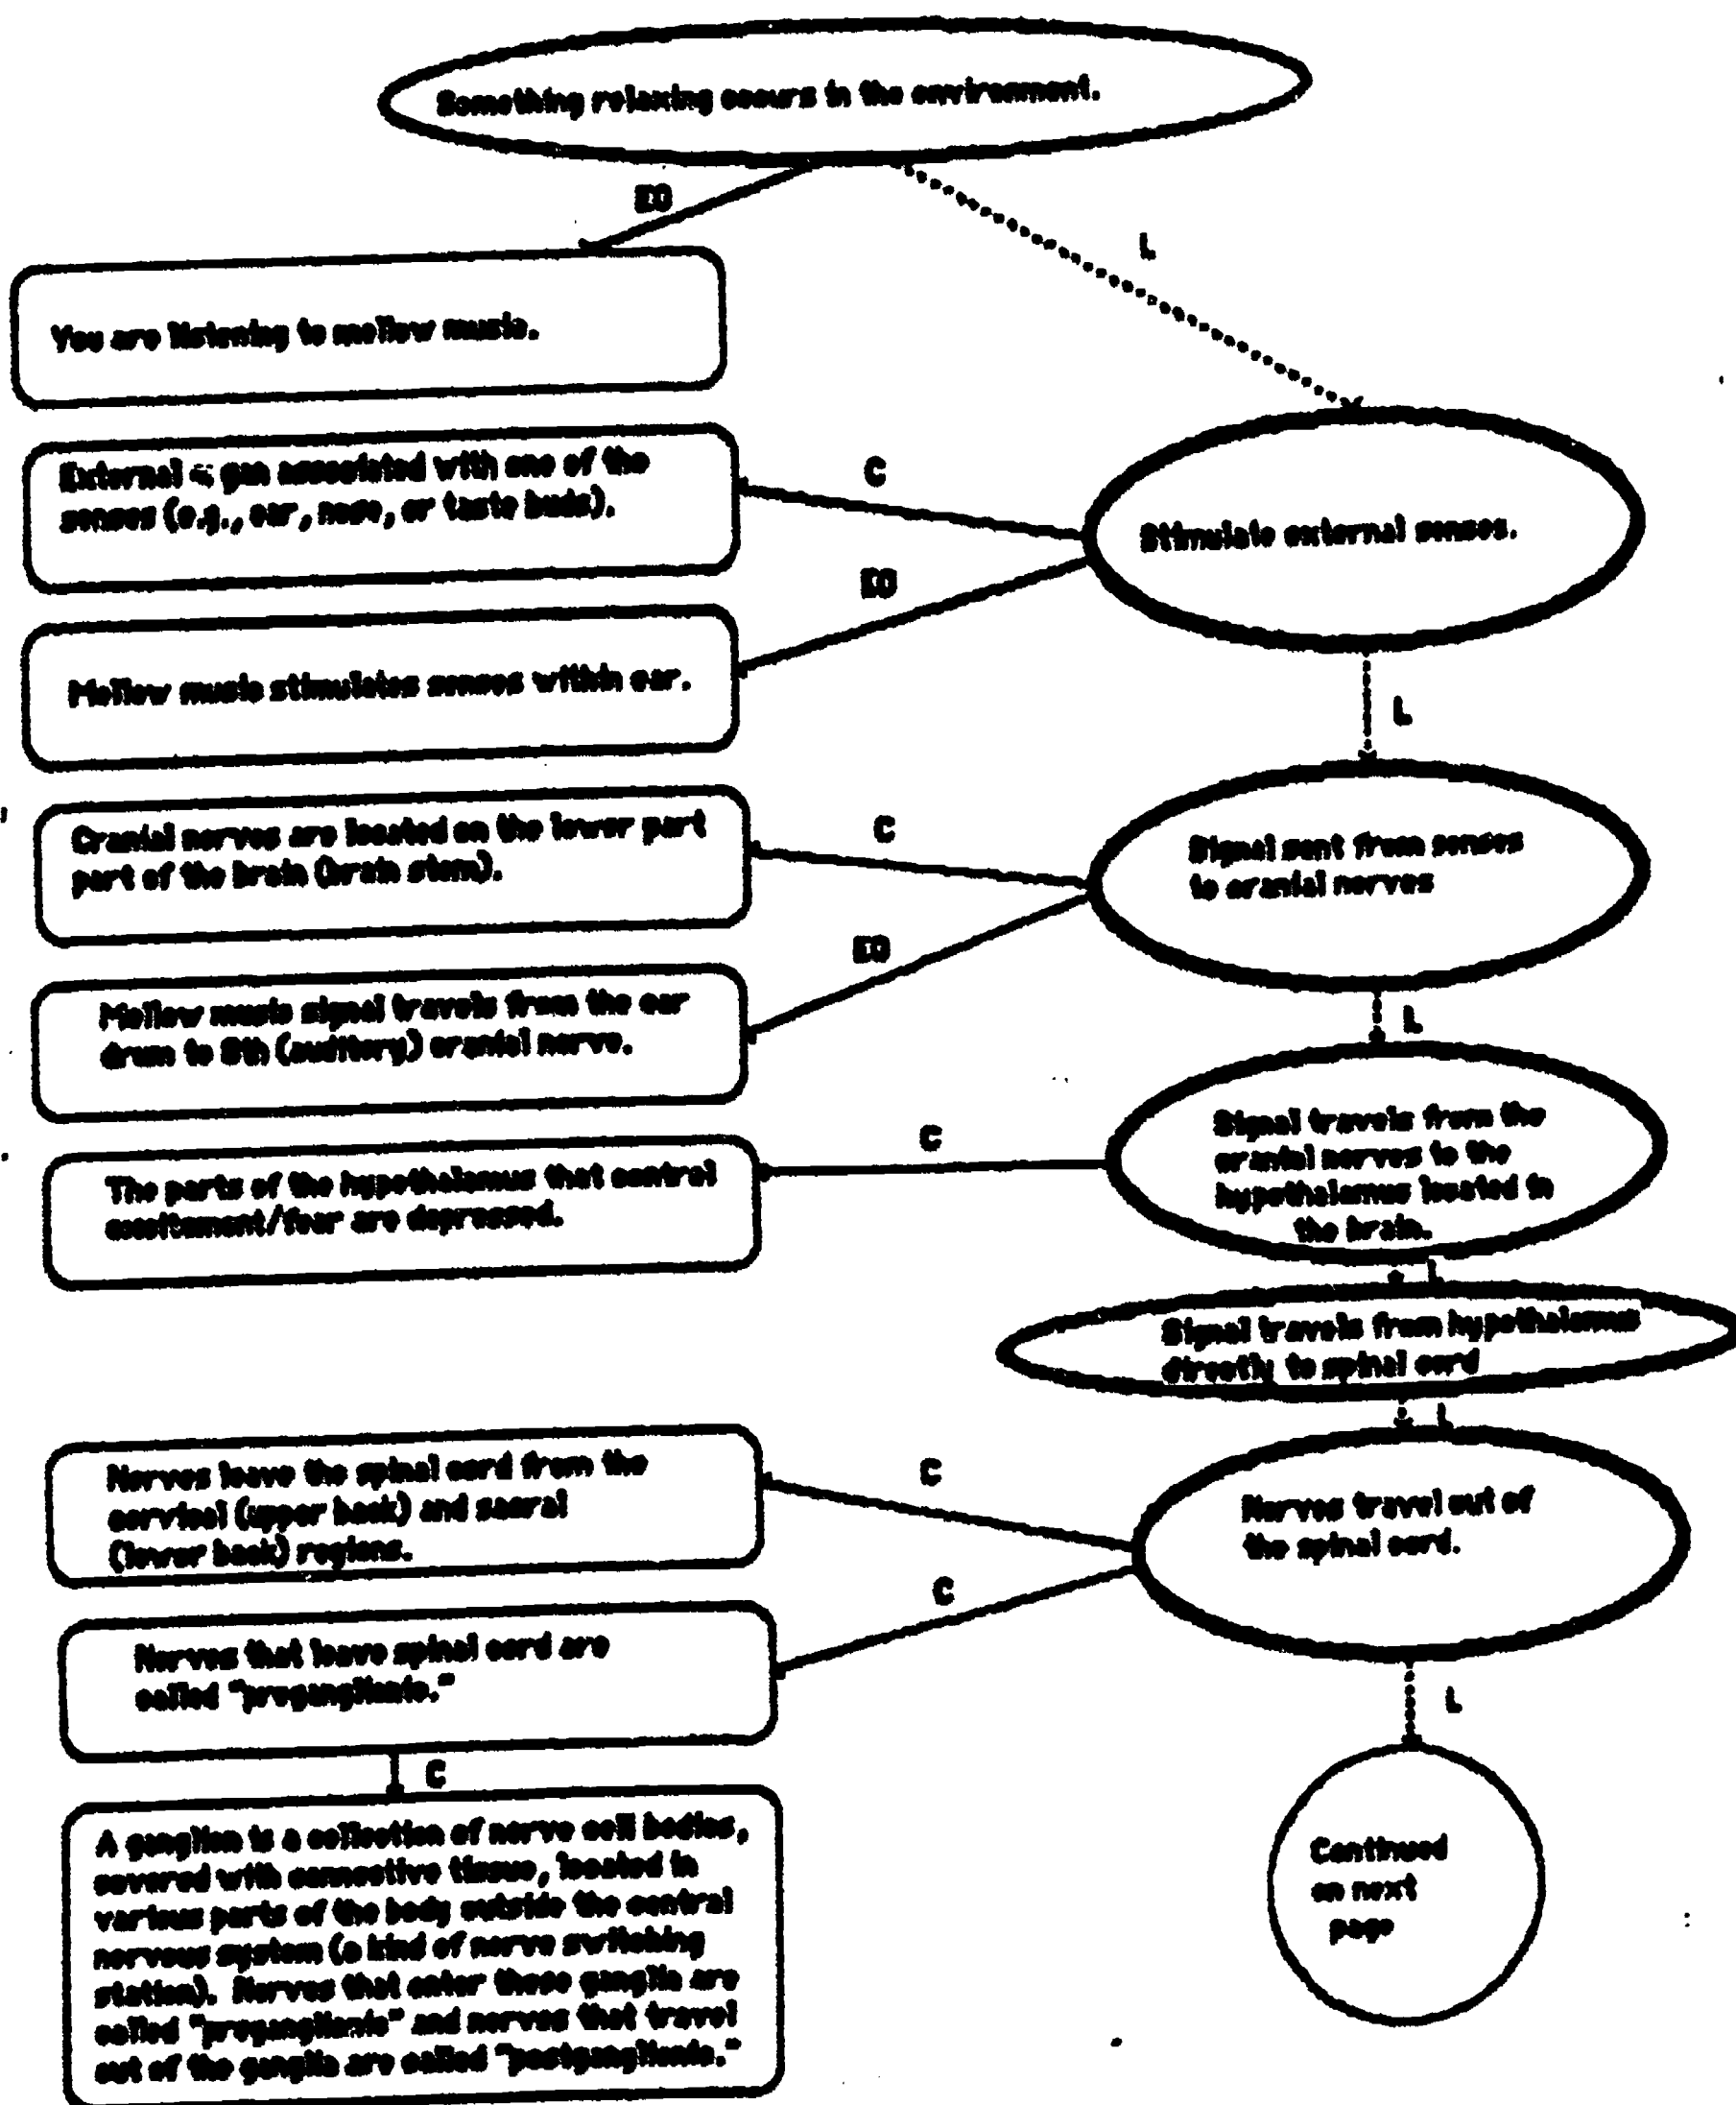 Something relaxing occurs in the environment.
EG
L
You are listening to mellow music.
External organ associated with one of the
senses (e.g., ear, nose, or taste buds).
C
Stimulate external senses.
EG
Mellow music stimulates senses within ear.
L
Cranial nerves are located on the lower part
part of the brain (brain stem).
C
Signal sent from senses
to cranial nerves
EG
Mellow music signal travels from the ear
drum to 8th (auditory) cranial nerve.
L
The parts of the hypothalamus that control
excitement/fear are depressed.
C
Signal travels from the
cranial nerves to the
hypothalamus located in
the brain.
L
Signal travels from hypothalamus
directly to spinal cord
L
Nerves leave the spinal cord from the
cervical (upper back) and sacral
(lower back) regions.
C
Nerves travel out of
the spinal cord.
C
Nerves that leave spinal cord are
called "preganglionic."
L
C
A ganglion is a collection of nerve cell bodies,
covered with connective tissue, located in
various parts of the body outside the central
nervous system (a kind of nerve switching
station). Nerves that enter these ganglia are
called "preganglionic" and nerves that travel
out of the ganglia are called "postganglionic."
Continued
on next
page